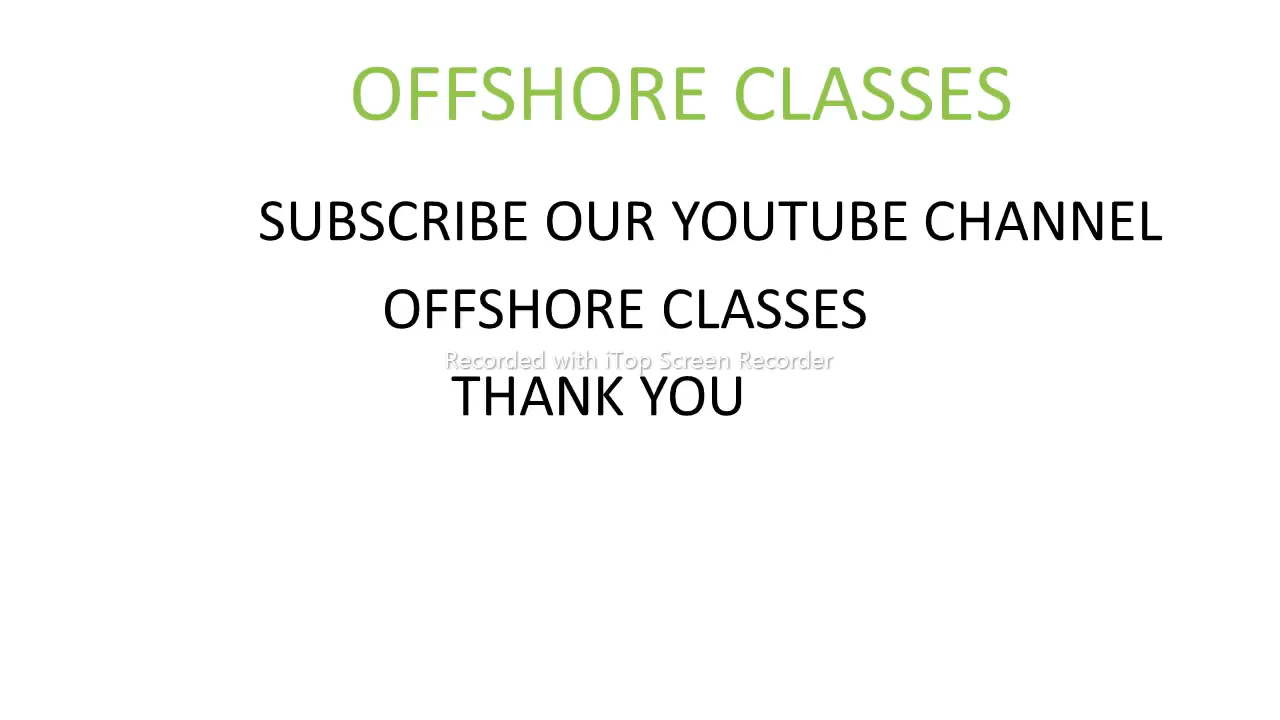 OFFSHORE CLASSES
SUBSCRIBE OUR YOUTUBE CHANNEL
OFFSHORE CLASSES
Recorded with iTop Screen Recorder
THANK YOU